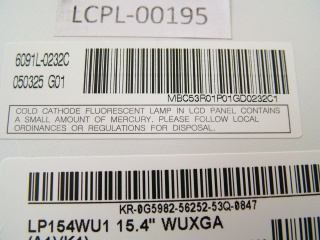 LCPL-00195
6091L-0232C
050325 G01
MBC53R01P01GD0232C1
COLD CATHODE FLUORESCENT LAMP IN LCD PANEL CONTAINS
A SMALL AMOUNT OF MERCURY. PLEASE FOLLOW LOCAL
ORDINANCES OR REGULATIONS FOR DISPOSAL.
KR-0G5982-56252-53Q-0847
LP154WU1 15.4" WUXGA
(A1VK1)